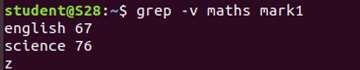 student@S28:~$ grep -v maths mark1
english 67
science 76
z